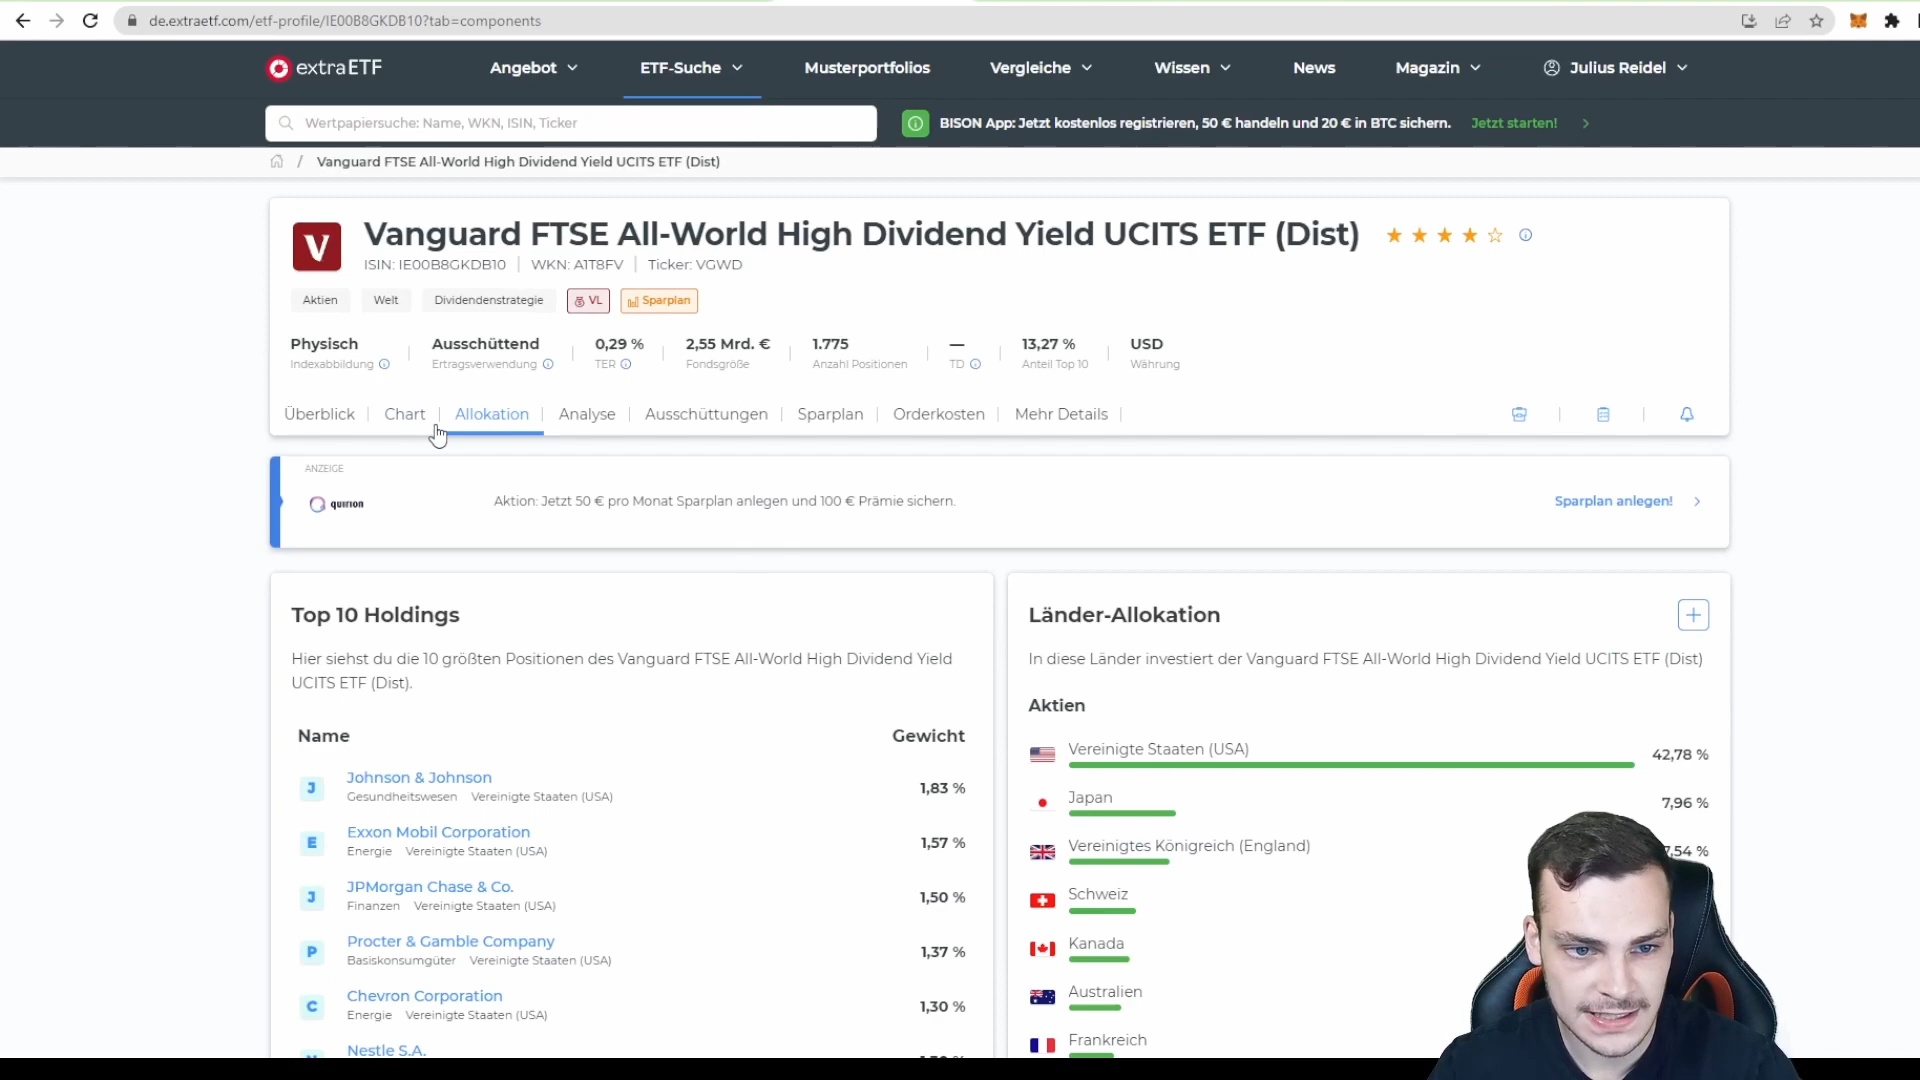 de.extraetf.com/etf-profile/IE00B8GKDB10?tab=components
extraETF
Angebot
ETF-Suche
Musterportfolios
Vergleiche
Wissen
News
Magazin
Julius Reidel
Wertpapiersuche: Name, WKN, ISIN, Ticker
BISON App: Jetzt kostenlos registrieren, 50 € handeln und 20 € in BTC sichern.
Jetzt starten!
/ Vanguard FTSE All-World High Dividend Yield UCITS ETF (Dist)
V
Vanguard FTSE All-World High Dividend Yield UCITS ETF (Dist)
ISIN: IE00B8GKDB10 | WKN: A1T8FV | Ticker: VGWD
Aktien
Welt
Dividendenstrategie
VL
Sparplan
Physisch
Indexabbildung
Ausschüttend
Ertragsverwendung
0,29 %
TER
2,55 Mrd. €
Fondsgröße
1.775
Anzahl Positionen
—
TD
13,27 %
Anteil Top 10
USD
Währung
Überblick
Chart
Allokation
Analyse
Ausschüttungen
Sparplan
Orderkosten
Mehr Details
ANZEIGE
quirion
Aktion: Jetzt 50 € pro Monat Sparplan anlegen und 100 € Prämie sichern.
Sparplan anlegen!
Top 10 Holdings
Hier siehst du die 10 größten Positionen des Vanguard FTSE All-World High Dividend Yield
UCITS ETF (Dist).
Name
Gewicht
J
Johnson & Johnson
Gesundheitswesen Vereinigte Staaten (USA)
1,83 %
E
Exxon Mobil Corporation
Energie Vereinigte Staaten (USA)
1,57 %
J
JPMorgan Chase & Co.
Finanzen Vereinigte Staaten (USA)
1,50 %
P
Procter & Gamble Company
Basiskonsumgüter Vereinigte Staaten (USA)
1,37 %
C
Chevron Corporation
Energie Vereinigte Staaten (USA)
1,30 %
Nestle S.A.
Länder-Allokation
In diese Länder investiert der Vanguard FTSE All-World High Dividend Yield UCITS ETF (Dist)
Aktien
Vereinigte Staaten (USA)
42,78 %
Japan
7,96 %
Vereinigtes Königreich (England)
7,54 %
Schweiz
Kanada
Australien
Frankreich